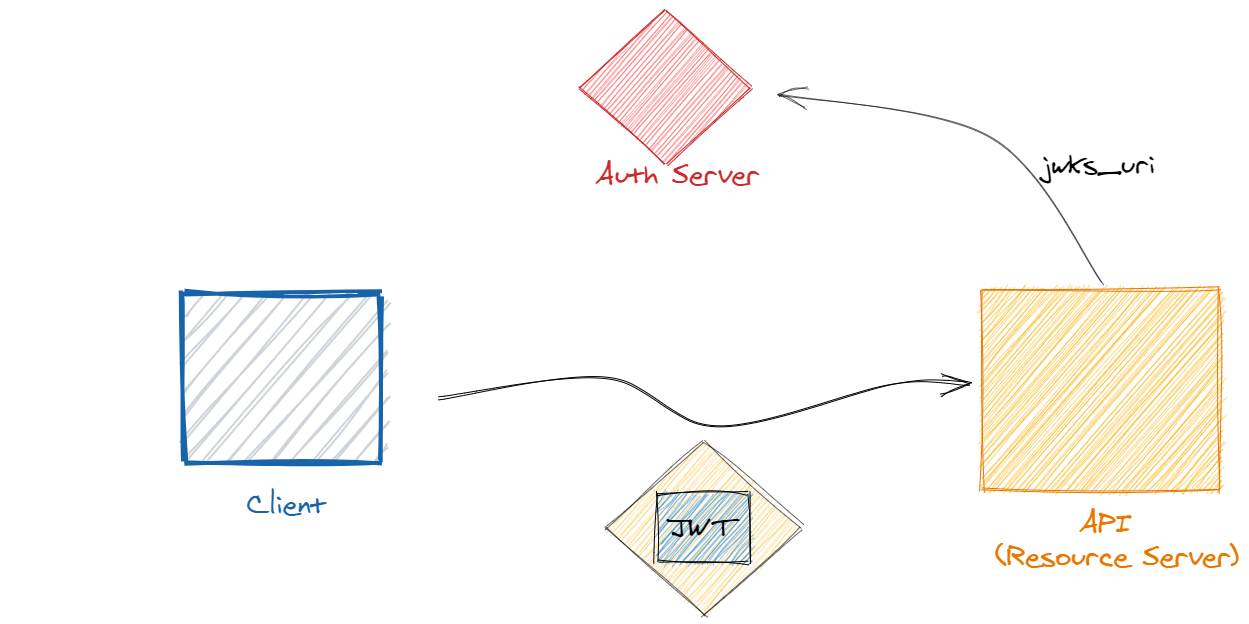 Auth Server
jwks_uri
Client
JWT
API
(Resource Server)